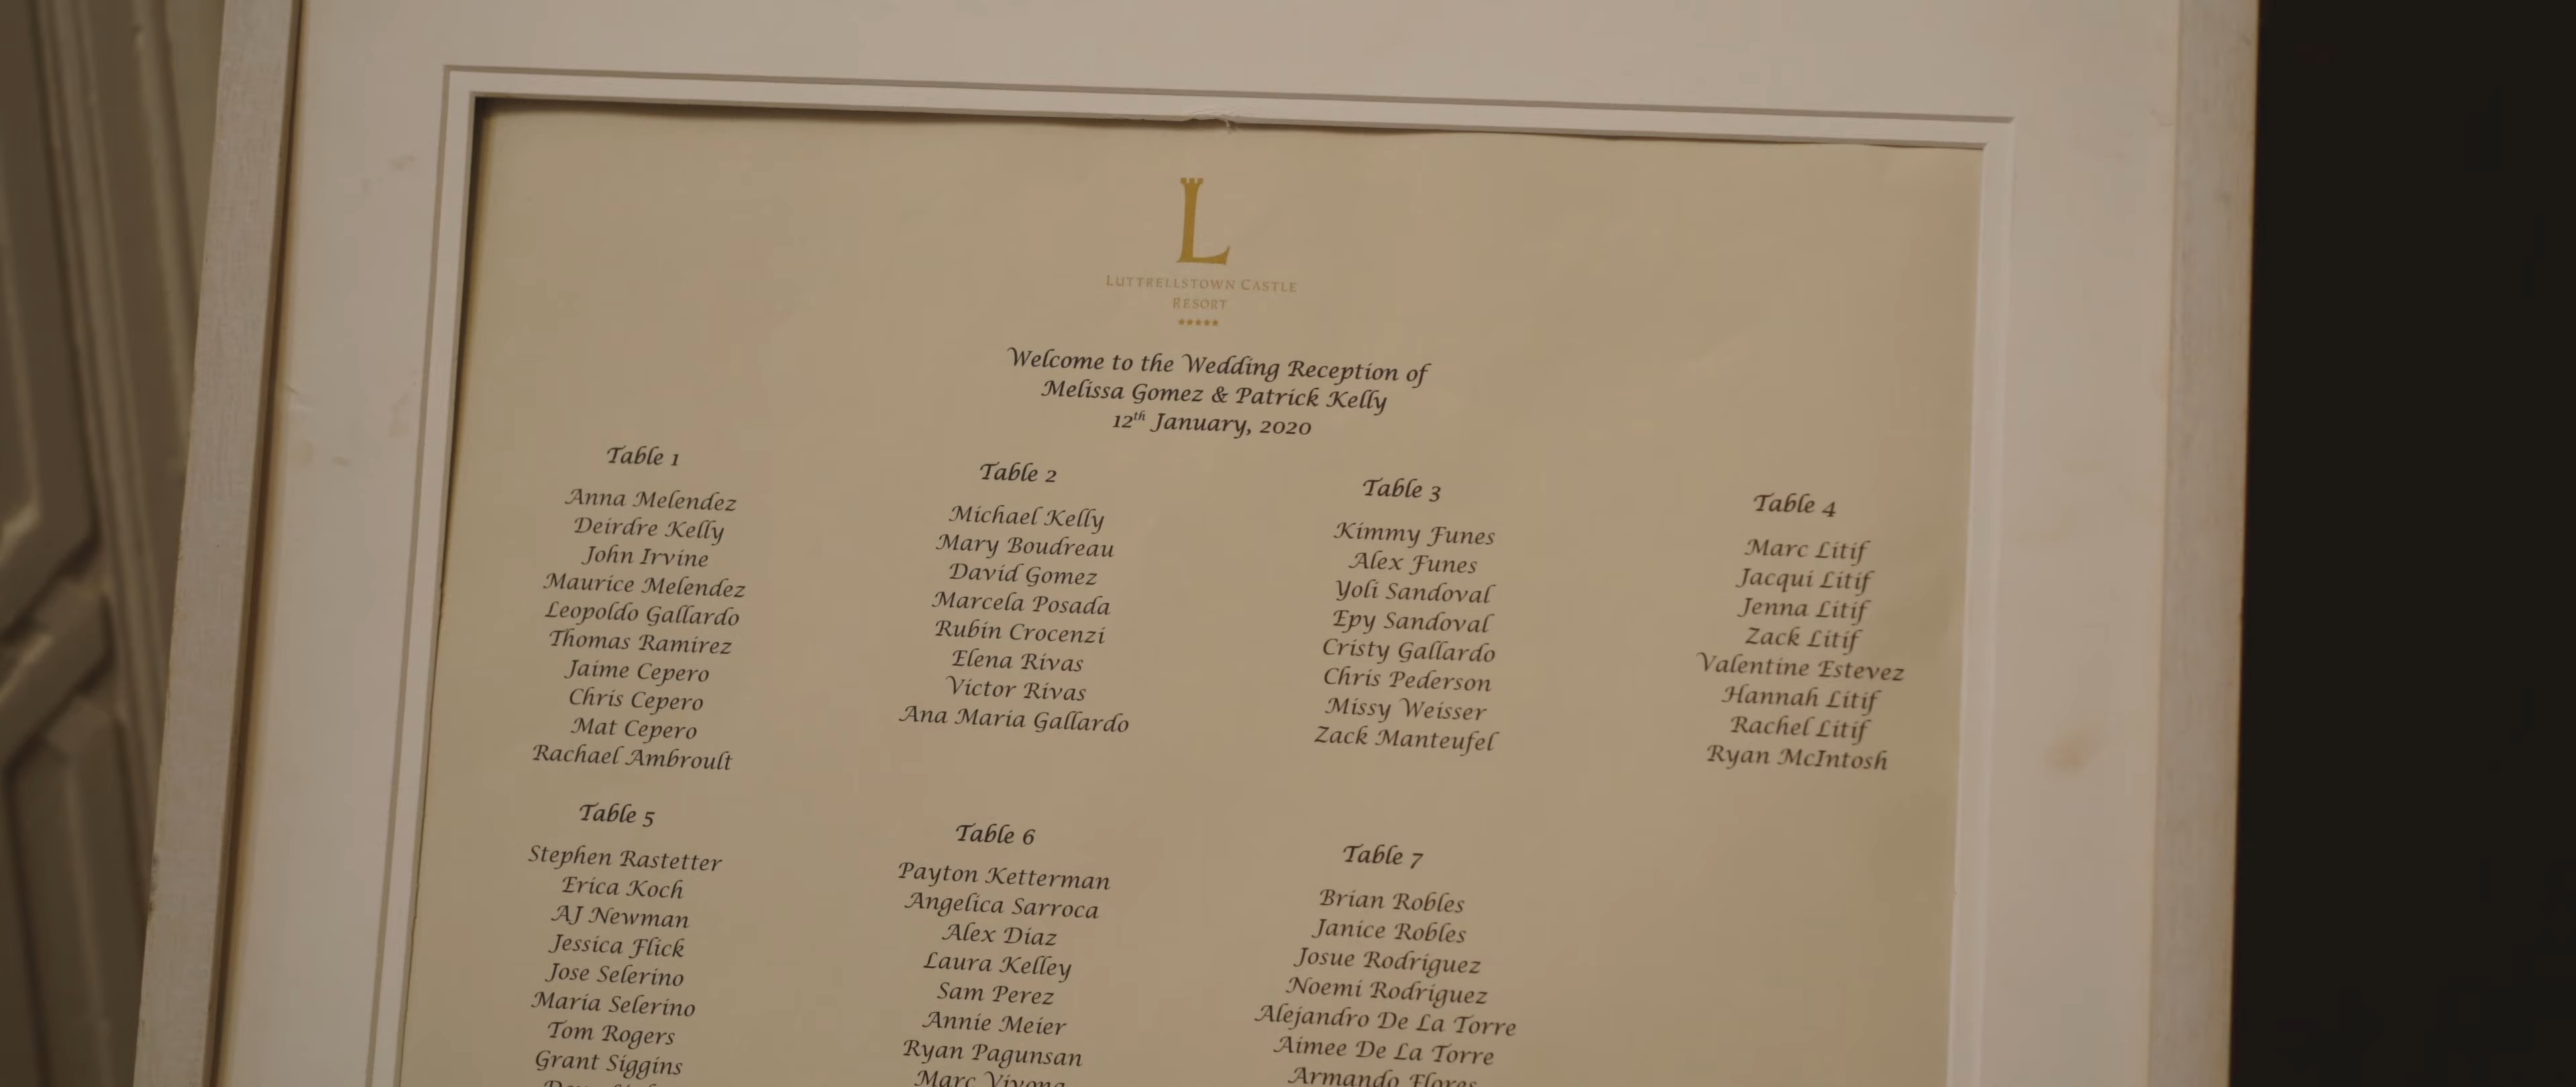 L
LUTTRELLSTOWN CASTLE
RESORT
Welcome to the Wedding Reception of
Melissa Gomez & Patrick Kelly
12th January, 2020
Table 1
Anna Melendez
Deirdre Kelly
John Irvine
Maurice Melendez
Leopoldo Gallardo
Thomas Ramirez
Jaime Cepero
Chris Cepero
Mat Cepero
Rachael Ambroult
Table 2
Michael Kelly
Mary Boudreau
David Gomez
Marcela Posada
Rubin Crocenzi
Elena Rivas
Victor Rivas
Ana Maria Gallardo
Table 3
Kimmy Funes
Alex Funes
Yoli Sandoval
Epy Sandoval
Cristy Gallardo
Chris Pederson
Missy Weisser
Zack Manteufel
Table 4
Marc Litif
Jacqui Litif
Jenna Litif
Zack Litif
Valentine Estevez
Hannah Litif
Rachel Litif
Ryan McIntosh
Table 5
Stephen Rastetter
Erica Koch
AJ Newman
Jessica Flick
Jose Selerino
Maria Selerino
Tom Rogers
Grant Siggins
Table 6
Payton Ketterman
Angelica Sarroca
Alex Diaz
Laura Kelley
Sam Perez
Annie Meier
Ryan Pagunsan
Marc Vivona
Table 7
Brian Robles
Janice Robles
Josue Rodriguez
Noemi Rodriguez
Alejandro De La Torre
Aimee De La Torre
Armando Flores